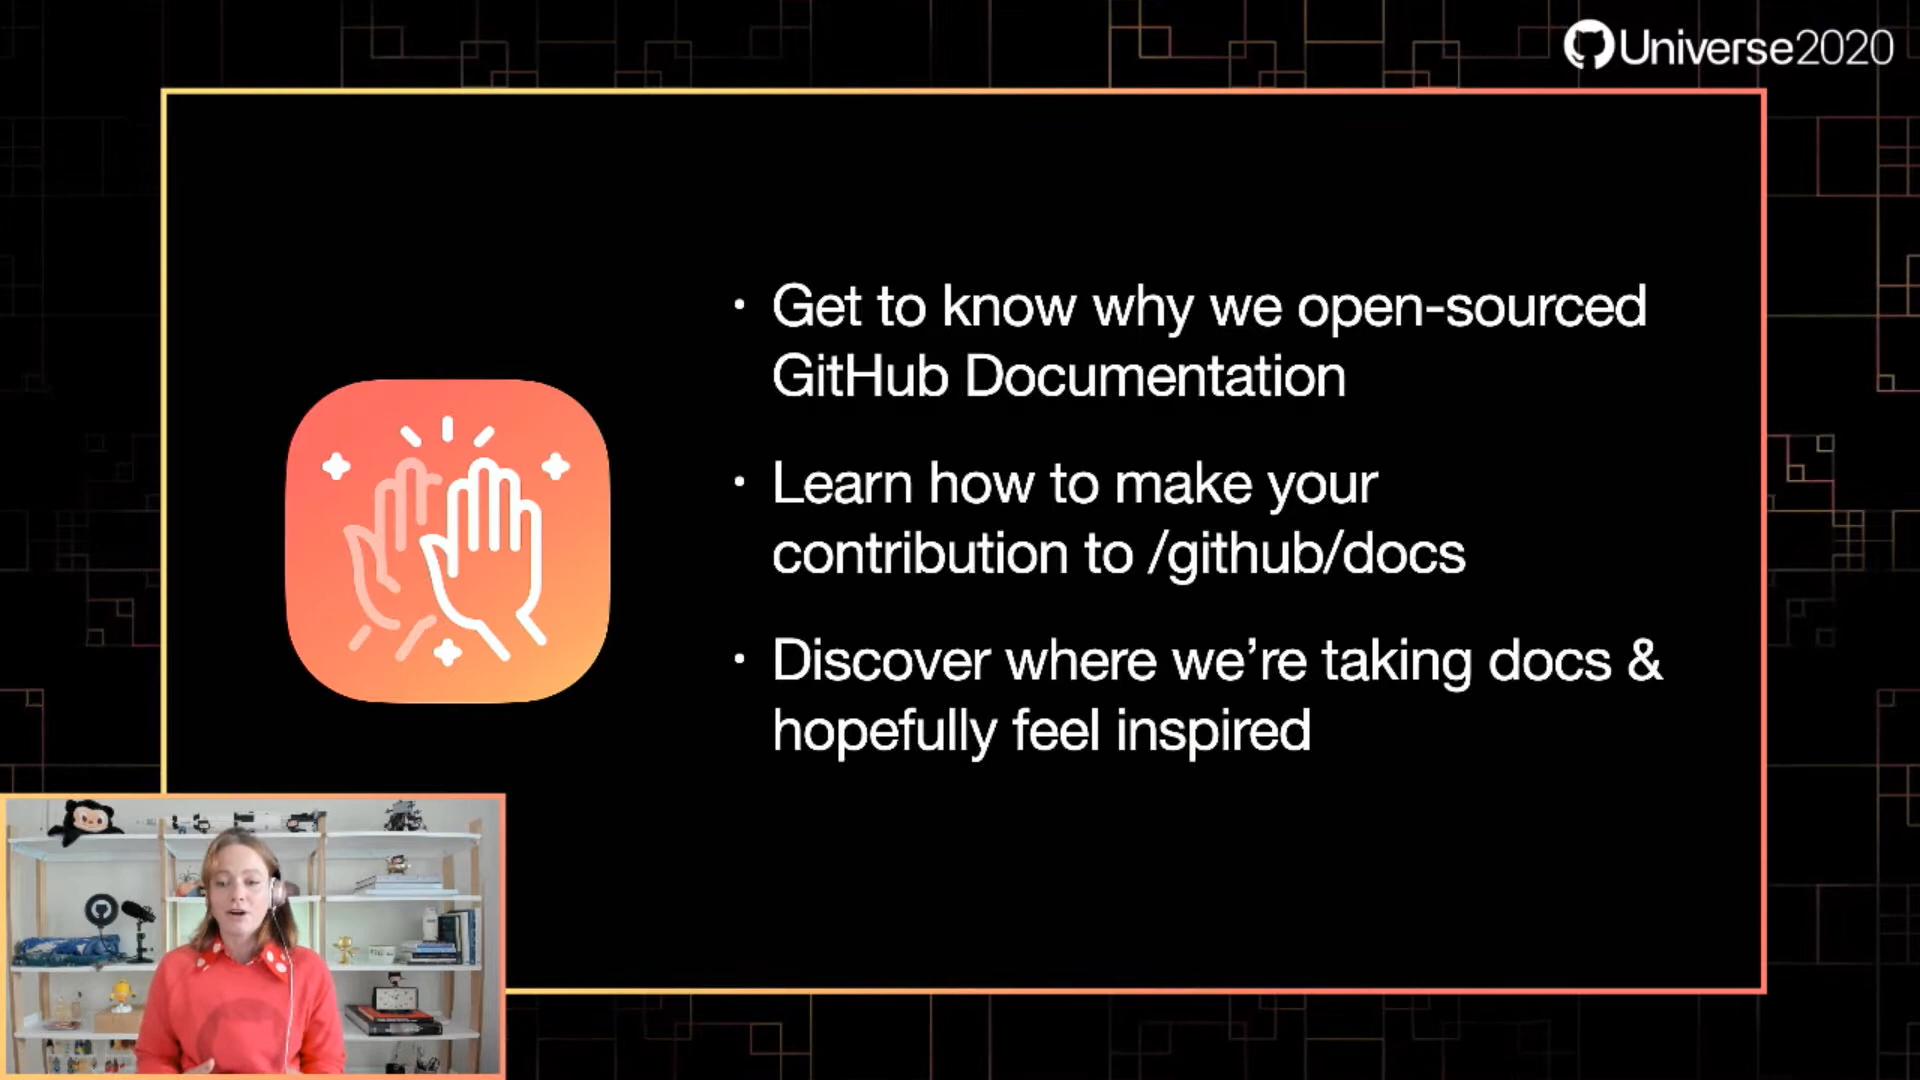 Universe2020
· Get to know why we open-sourced
GitHub Documentation
· Learn how to make your
contribution to /github/docs
· Discover where we’re taking docs &
hopefully feel inspired